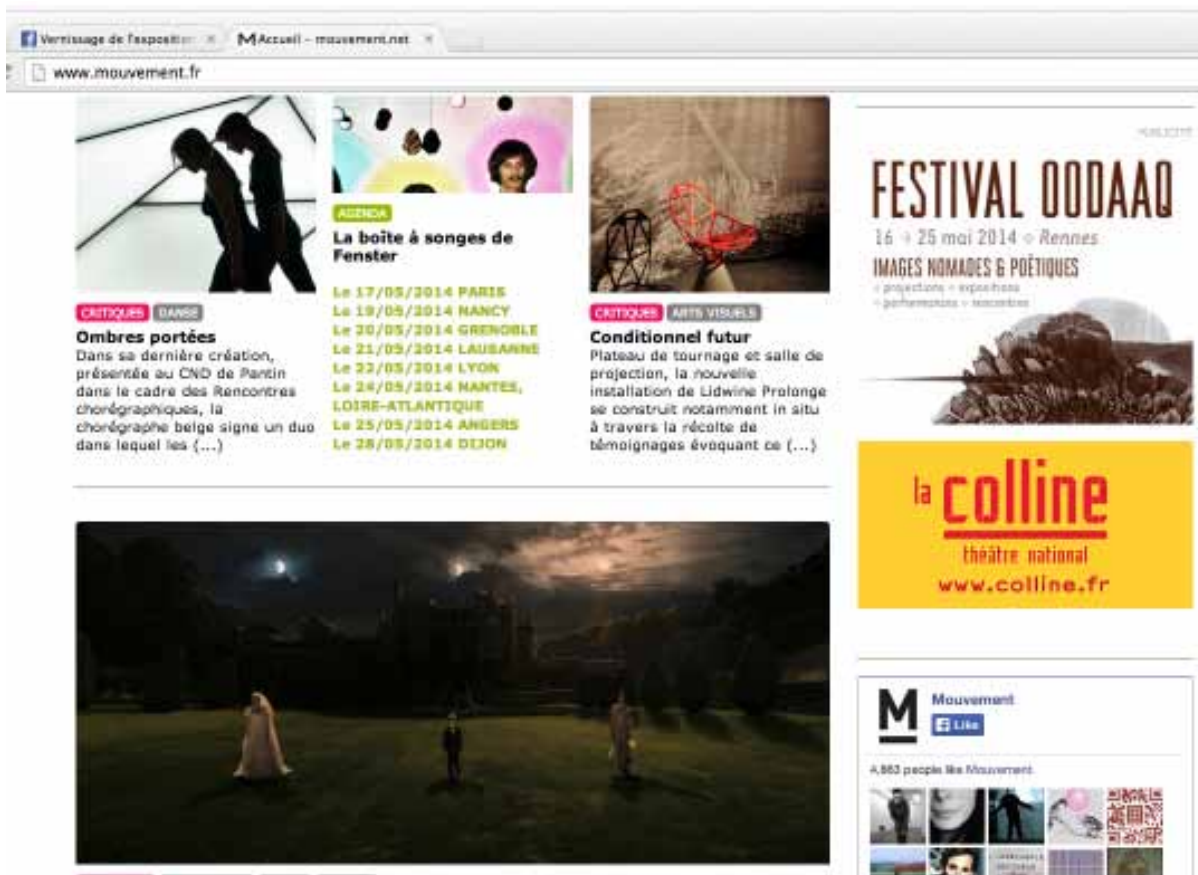 Vernissage de l'exposition
M Accueil – mouvement.net
www.mouvement.fr
CRITIQUES DANSE
Ombres portées
Dans sa dernière création,
présentée au CND de Pantin
dans le cadre des Rencontres
chorégraphiques, la
chorégraphe belge signe un duo
dans lequel les (...)
AGENDA
La boîte à songes de
Fenster
Le 17/05/2014 PARIS
Le 19/05/2014 NANCY
Le 20/05/2014 GRENOBLE
Le 21/05/2014 LAUSANNE
Le 22/05/2014 LYON
Le 24/05/2014 NANTES,
LOIRE-ATLANTIQUE
Le 25/05/2014 ANGERS
Le 28/05/2014 DIJON
CRITIQUES ARTS VISUELS
Conditionnel futur
Plateau de tournage et salle de
projection, la nouvelle
installation de Lidwine Prolonge
se construit notamment in situ
à travers la récolte de
témoignages évoquant ce (...)
PUBLICITÉ
FESTIVAL OODAAQ
16 → 25 mai 2014 ◇ Rennes
IMAGES NOMADES & POÉTIQUES
◇ projections ◇ expositions
◇ performances ◇ rencontres
la colline
théâtre national
www.colline.fr
M
Mouvement
Like
4,863 people like Mouvement.